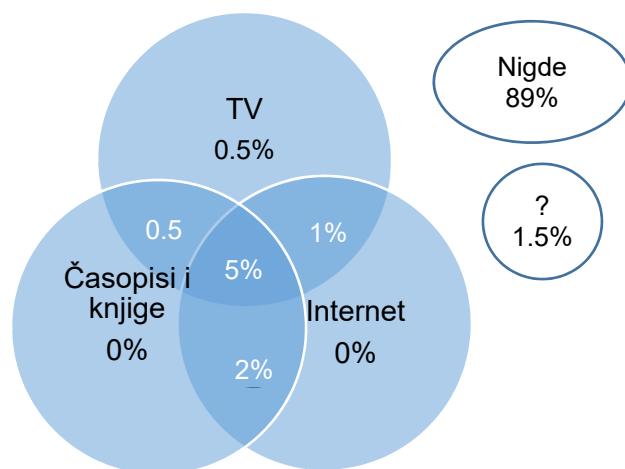 TV
0.5%
Nigde
89%
?
1.5%
0.5
1%
5%
Časopisi i
knjige
0%
Internet
0%
2%